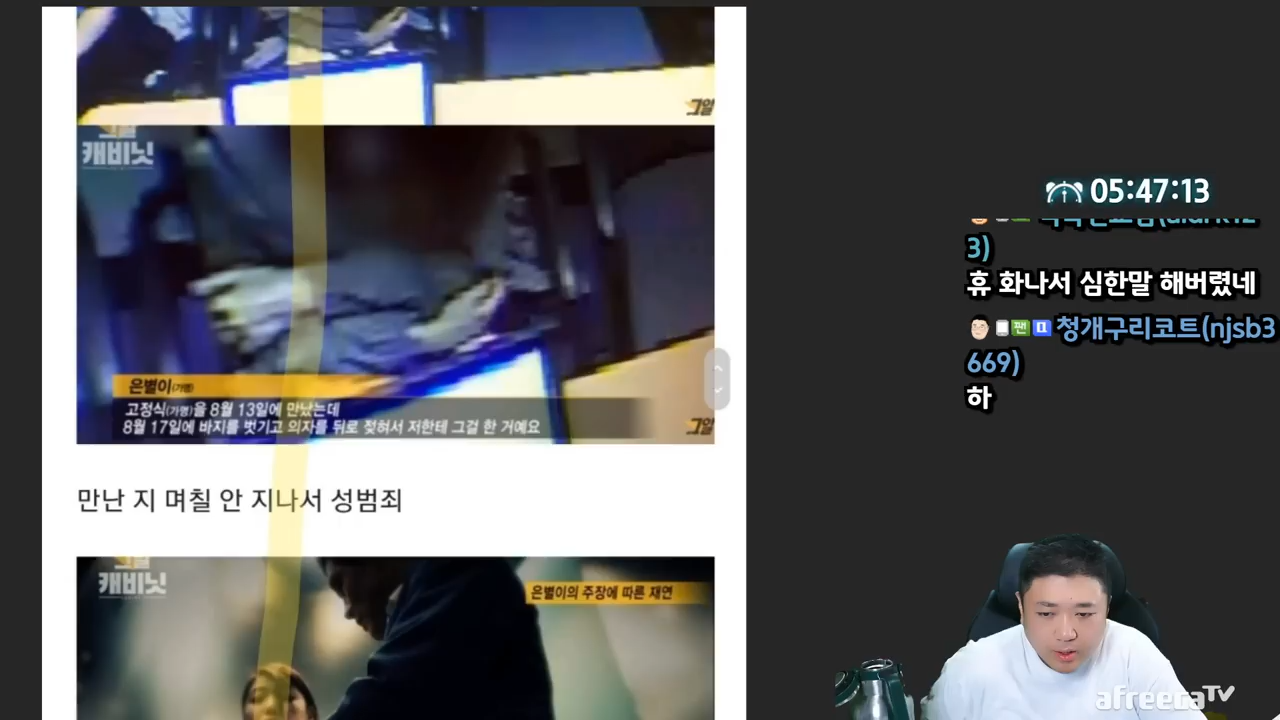 그알
그알
캐비닛
은별이(가명)
고정식(가명)을 8월 13일에 만났는데
8월 17일에 바지를 벗기고 의자를 뒤로 젖혀서 저한테 그걸 한 거예요
그알
만난 지 며칠 안 지나서 성범죄
그알
캐비닛
은별이의 주장에 따른 재연
05:47:13
3)
휴 화나서 심한말 해버렸네
팬 청개구리코트(njsb3
669)
하
afreecaTV